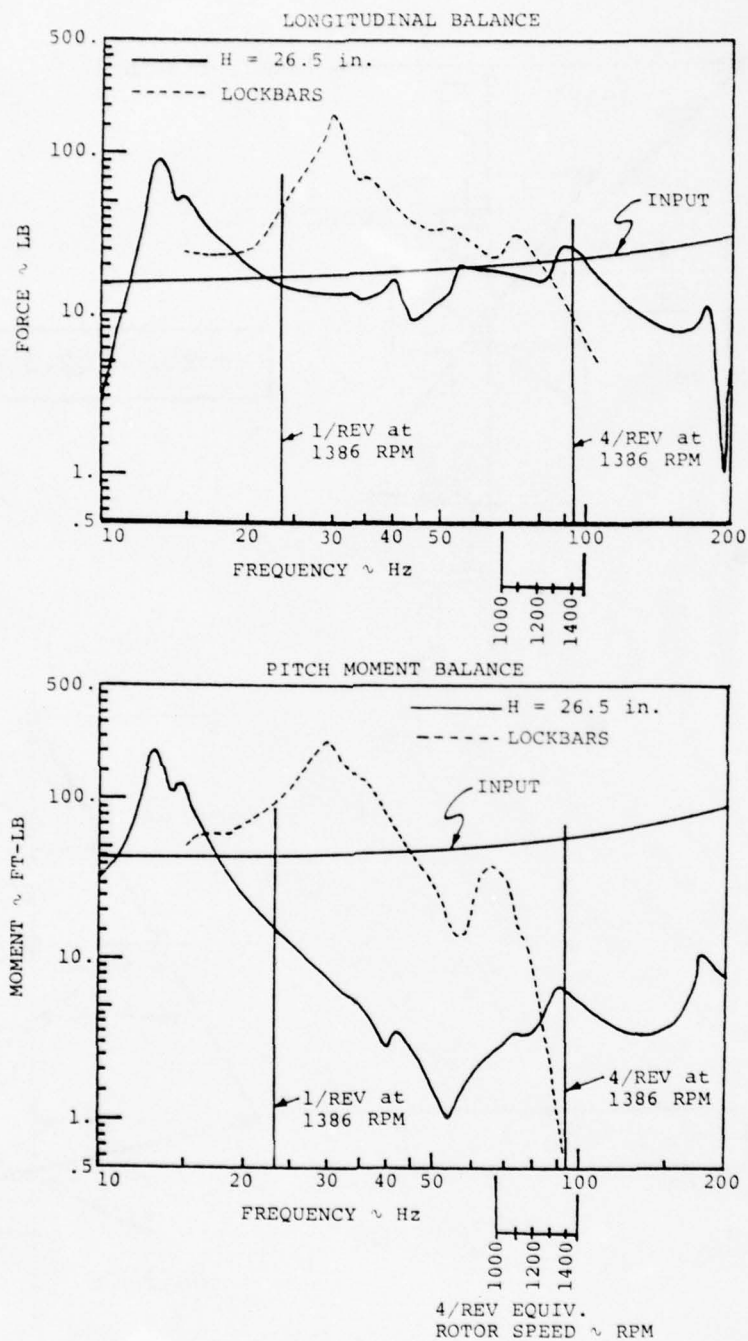 LONGITUDINAL BALANCE
500.
H = 26.5 in.
LOCKBARS
100.
INPUT
FORCE ~ LB
10.
1/REV at
1386 RPM
4/REV at
1386 RPM
1.
.5
10 20 30 40 50 100 200
FREQUENCY ~ Hz
1000
1200
1400
PITCH MOMENT BALANCE
500.
H = 26.5 in.
LOCKBARS
100.
INPUT
MOMENT ~ FT-LB
10.
1/REV at
1386 RPM
4/REV at
1386 RPM
1.
.5
10 20 30 40 50 100 200
FREQUENCY ~ Hz
1000
1200
1400
4/REV EQUIV.
ROTOR SPEED ~ RPM